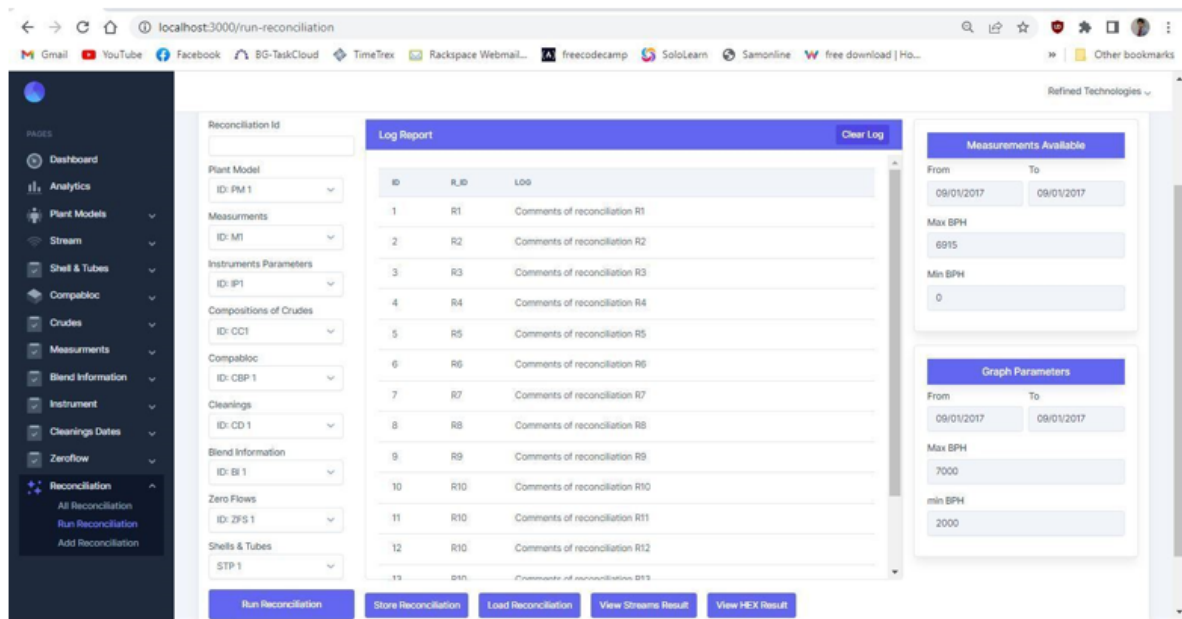 localhost:3000/run-reconciliation
Gmail YouTube Facebook BG-TaskCloud TimeTrex Rackspace Webmail... freecodecamp SoloLearn Samonline free download | Ho... » Other bookmarks
Refined Technologies
PAGES
Dashboard
Analytics
Plant Models
Stream
Shell & Tubes
Compabloc
Crudes
Measurments
Blend Information
Instrument
Cleanings Dates
Zeroflow
Reconciliation
All Reconciliation
Run Reconciliation
Add Reconciliation
Reconciliation Id
Plant Model
ID: PM 1
Measurments
ID: M1
Instruments Parameters
ID: IP1
Compositions of Crudes
ID: CC1
Compabloc
ID: CBP 1
Cleanings
ID: CD 1
Blend Information
ID: BI 1
Zero Flows
ID: ZFS 1
Shells & Tubes
STP 1
Log Report Clear Log
ID R_ID LOG
1 R1 Comments of reconciliation R1
2 R2 Comments of reconciliation R2
3 R3 Comments of reconciliation R3
4 R4 Comments of reconciliation R4
5 R5 Comments of reconciliation R5
6 R6 Comments of reconciliation R6
7 R7 Comments of reconciliation R7
8 R8 Comments of reconciliation R8
9 R9 Comments of reconciliation R9
10 R10 Comments of reconciliation R10
11 R10 Comments of reconciliation R11
12 R10 Comments of reconciliation R12
13 R10 Comments of reconciliation R13
Measurements Available
From To
09/01/2017 09/01/2017
Max BPH
6915
Min BPH
0
Graph Parameters
From To
09/01/2017 09/01/2017
Max BPH
7000
min BPH
2000
Run Reconciliation Store Reconciliation Load Reconciliation View Streams Result View HEX Result